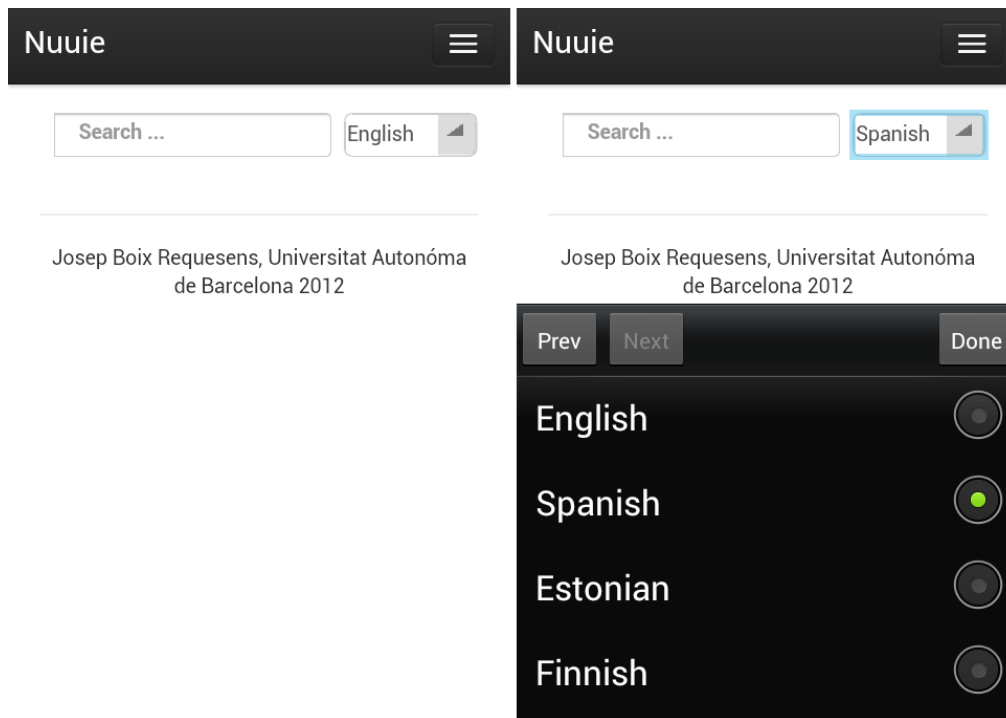 Nuuie
Search ...
English
Josep Boix Requesens, Universitat Autonóma
de Barcelona 2012
Nuuie
Search ...
Spanish
Josep Boix Requesens, Universitat Autonóma
de Barcelona 2012
Prev
Next
Done
English
Spanish
Estonian
Finnish